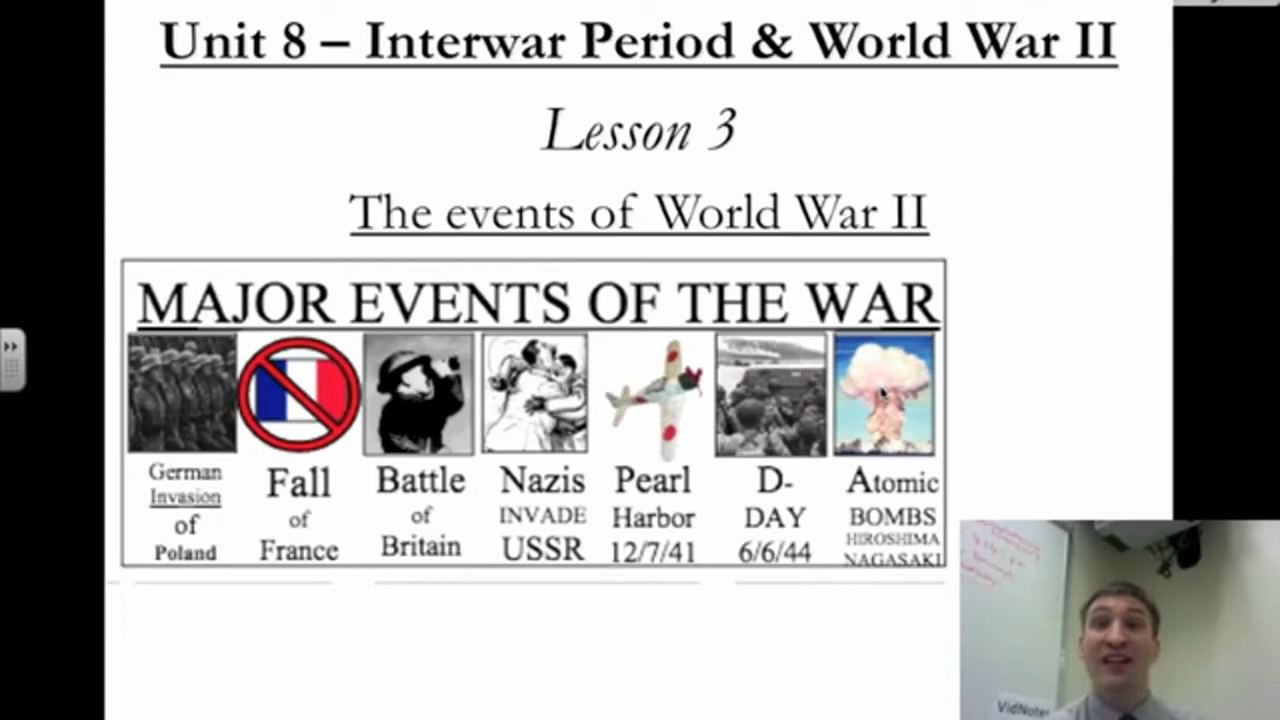 Unit 8 – Interwar Period & World War II
Lesson 3
The events of World War II
MAJOR EVENTS OF THE WAR
German
Invasion
of
Poland
Fall
of
France
Battle
of
Britain
Nazis
INVADE
USSR
Pearl
Harbor
12/7/41
D-
DAY
6/6/44
Atomic
BOMBS
HIROSHIMA
NAGASAKI
VidNotes